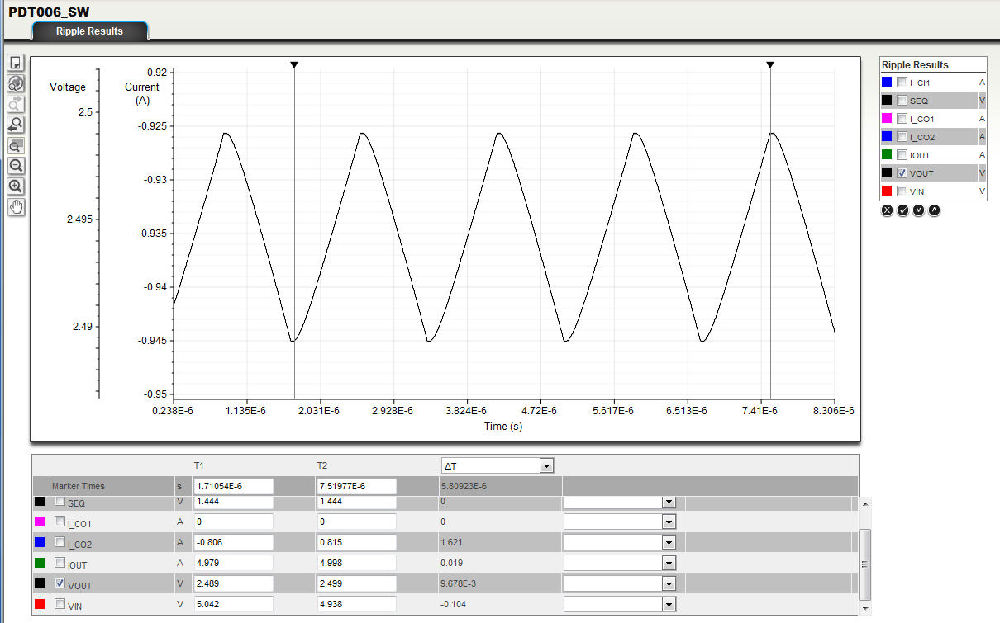 PDT006_SW
Ripple Results
Voltage
Current
(A)
2.5
2.495
2.49
-0.92
-0.925
-0.93
-0.935
-0.94
-0.945
-0.95
0.238E-6 1.135E-6 2.031E-6 2.928E-6 3.824E-6 4.72E-6 5.617E-6 6.513E-6 7.41E-6 8.306E-6
Time (s)
Ripple Results
I_CI1 A
SEQ V
I_CO1 A
I_CO2 A
IOUT A
VOUT V
VIN V
T1 T2 ΔT
Marker Times s 1.71054E-6 7.51977E-6 5.80923E-6
SEQ V 1.444 1.444 0
I_CO1 A 0 0 0
I_CO2 A -0.806 0.815 1.621
IOUT A 4.979 4.998 0.019
VOUT V 2.489 2.499 9.678E-3
VIN V 5.042 4.938 -0.104